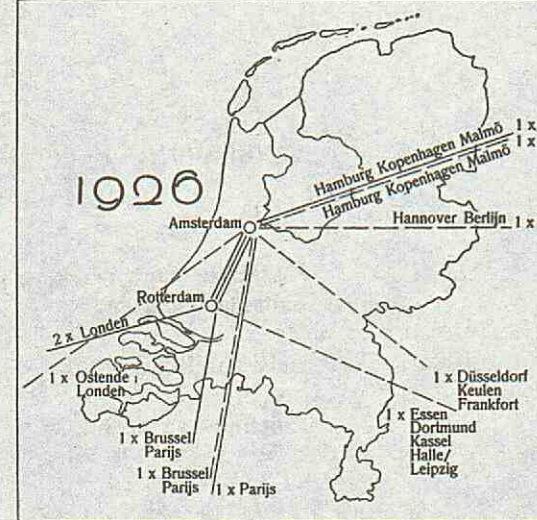 Hamburg Kopenhagen Malmö 1 x
Hamburg Kopenhagen Malmö 1 x
1926
Amsterdam
Hannover Berlijn 1 x
Rotterdam
2 x Londen
1 x Ostende
Londen
1 x Düsseldorf
Keulen
Frankfort
1 x Essen
Dortmund
Kassel
Halle/
Leipzig
1 x Brussel
Parijs
1 x Brussel/
Parijs
1 x Parijs